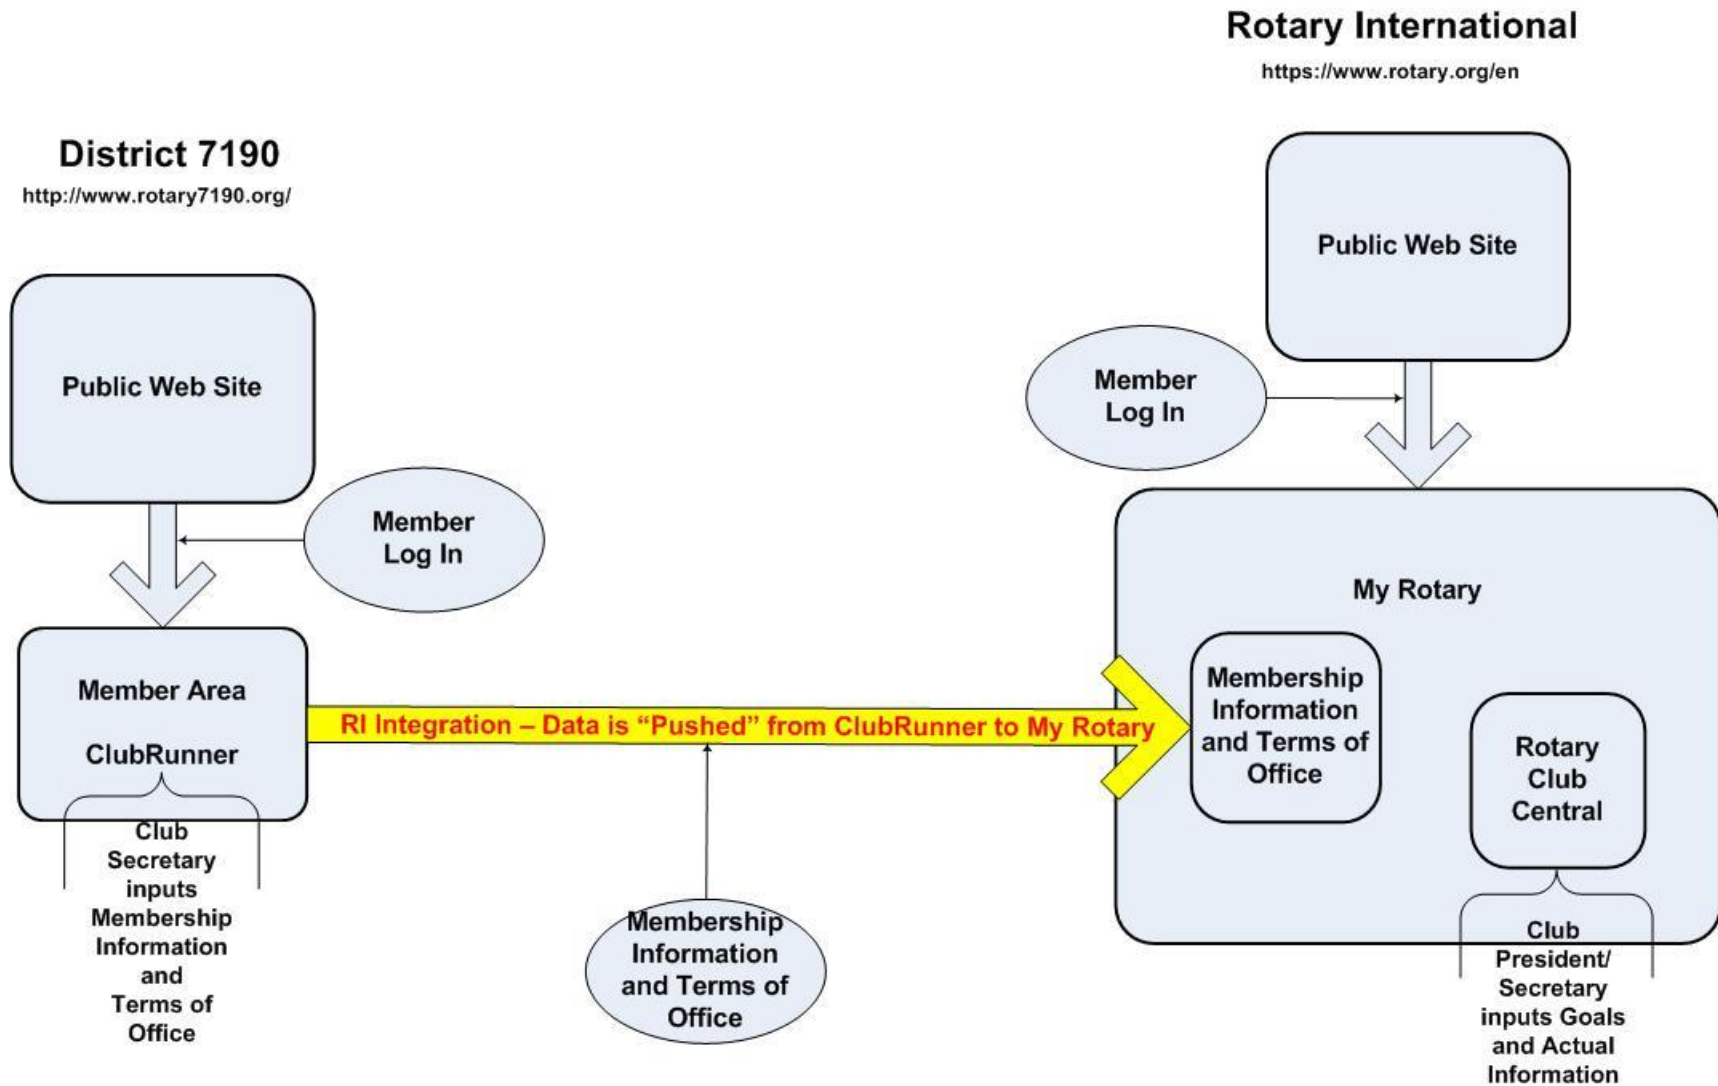 Rotary International
https://www.rotary.org/en
District 7190
http://www.rotary7190.org/
Public Web Site
Public Web Site
Member
Log In
Member
Log In
My Rotary
Member Area
ClubRunner
RI Integration – Data is “Pushed” from ClubRunner to My Rotary
Membership
Information
and Terms of
Office
Rotary
Club
Central
Club
Secretary
inputs
Membership
Information
and
Terms of
Office
Membership
Information
and Terms of
Office
Club
President/
Secretary
inputs Goals
and Actual
Information